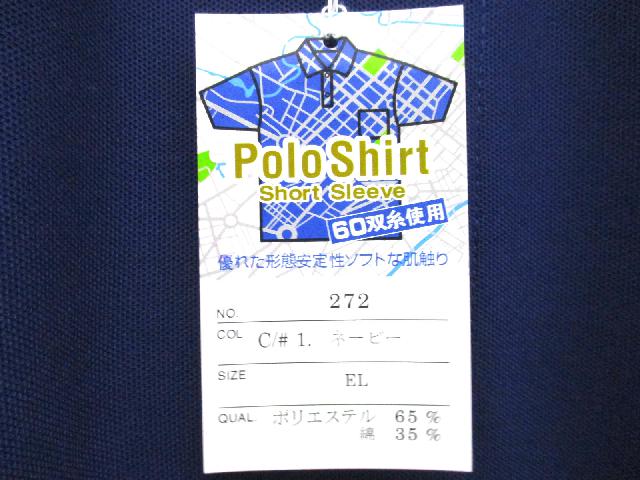 Polo Shirt
Short Sleeve
60双糸使用
優れた形態安定性ソフトな肌触り
NO. 272
COL C/# 1. ネービー
SIZE EL
QUAL. ポリエステル 65 %
綿 35 %